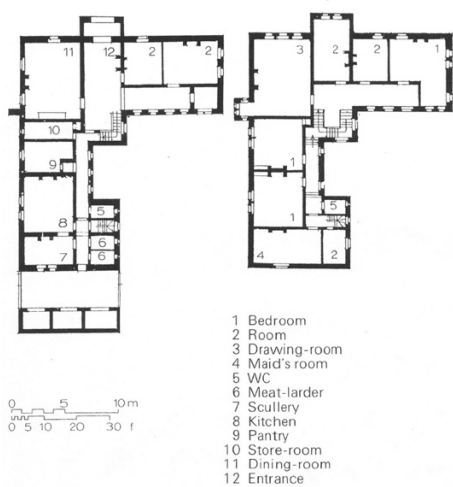 11 12 2 2
3 2 2 1
10
9
8
7
5
6
6
1
1
5
4 2
1 Bedroom
2 Room
3 Drawing-room
4 Maid's room
5 WC
6 Meat-larder
7 Scullery
8 Kitchen
9 Pantry
10 Store-room
11 Dining-room
12 Entrance
0 5 10 m
0 5 10 20 30 f